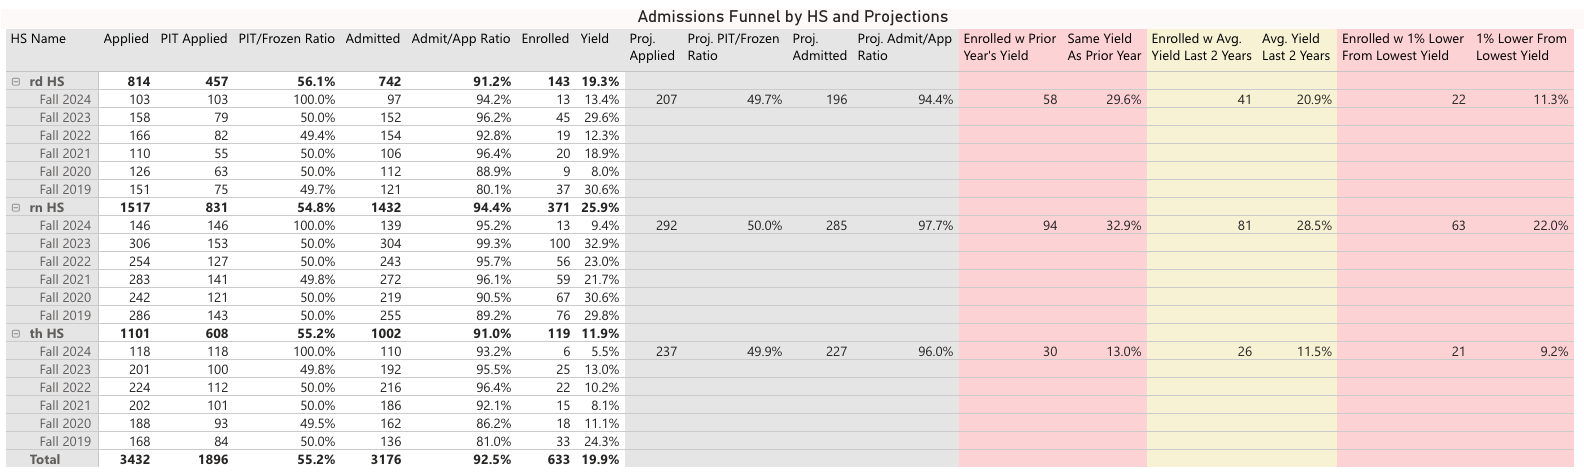 Admissions Funnel by HS and Projections
HS Name Applied PIT Applied PIT/Frozen Ratio Admitted Admit/App Ratio Enrolled Yield Proj. Applied Proj. PIT/Frozen Ratio Proj. Admitted Proj. Admit/App Ratio Enrolled w Prior Year's Yield Same Yield As Prior Year Enrolled w Avg. Yield Last 2 Years Avg. Yield Last 2 Years Enrolled w 1% Lower From Lowest Yield 1% Lower From Lowest Yield
rd HS 814 457 56.1% 742 91.2% 143 19.3%
Fall 2024 103 103 100.0% 97 94.2% 13 13.4% 207 49.7% 196 94.4% 58 29.6% 41 20.9% 22 11.3%
Fall 2023 158 79 50.0% 152 96.2% 45 29.6%
Fall 2022 166 82 49.4% 154 92.8% 19 12.3%
Fall 2021 110 55 50.0% 106 96.4% 20 18.9%
Fall 2020 126 63 50.0% 112 88.9% 9 8.0%
Fall 2019 151 75 49.7% 121 80.1% 37 30.6%
rn HS 1517 831 54.8% 1432 94.4% 371 25.9%
Fall 2024 146 146 100.0% 139 95.2% 13 9.4% 292 50.0% 285 97.7% 94 32.9% 81 28.5% 63 22.0%
Fall 2023 306 153 50.0% 304 99.3% 100 32.9%
Fall 2022 254 127 50.0% 243 95.7% 56 23.0%
Fall 2021 283 141 49.8% 272 96.1% 59 21.7%
Fall 2020 242 121 50.0% 219 90.5% 67 30.6%
Fall 2019 286 143 50.0% 255 89.2% 76 29.8%
th HS 1101 608 55.2% 1002 91.0% 119 11.9%
Fall 2024 118 118 100.0% 110 93.2% 6 5.5% 237 49.9% 227 96.0% 30 13.0% 26 11.5% 21 9.2%
Fall 2023 201 100 49.8% 192 95.5% 25 13.0%
Fall 2022 224 112 50.0% 216 96.4% 22 10.2%
Fall 2021 202 101 50.0% 186 92.1% 15 8.1%
Fall 2020 188 93 49.5% 162 86.2% 18 11.1%
Fall 2019 168 84 50.0% 136 81.0% 33 24.3%
Total 3432 1896 55.2% 3176 92.5% 633 19.9%